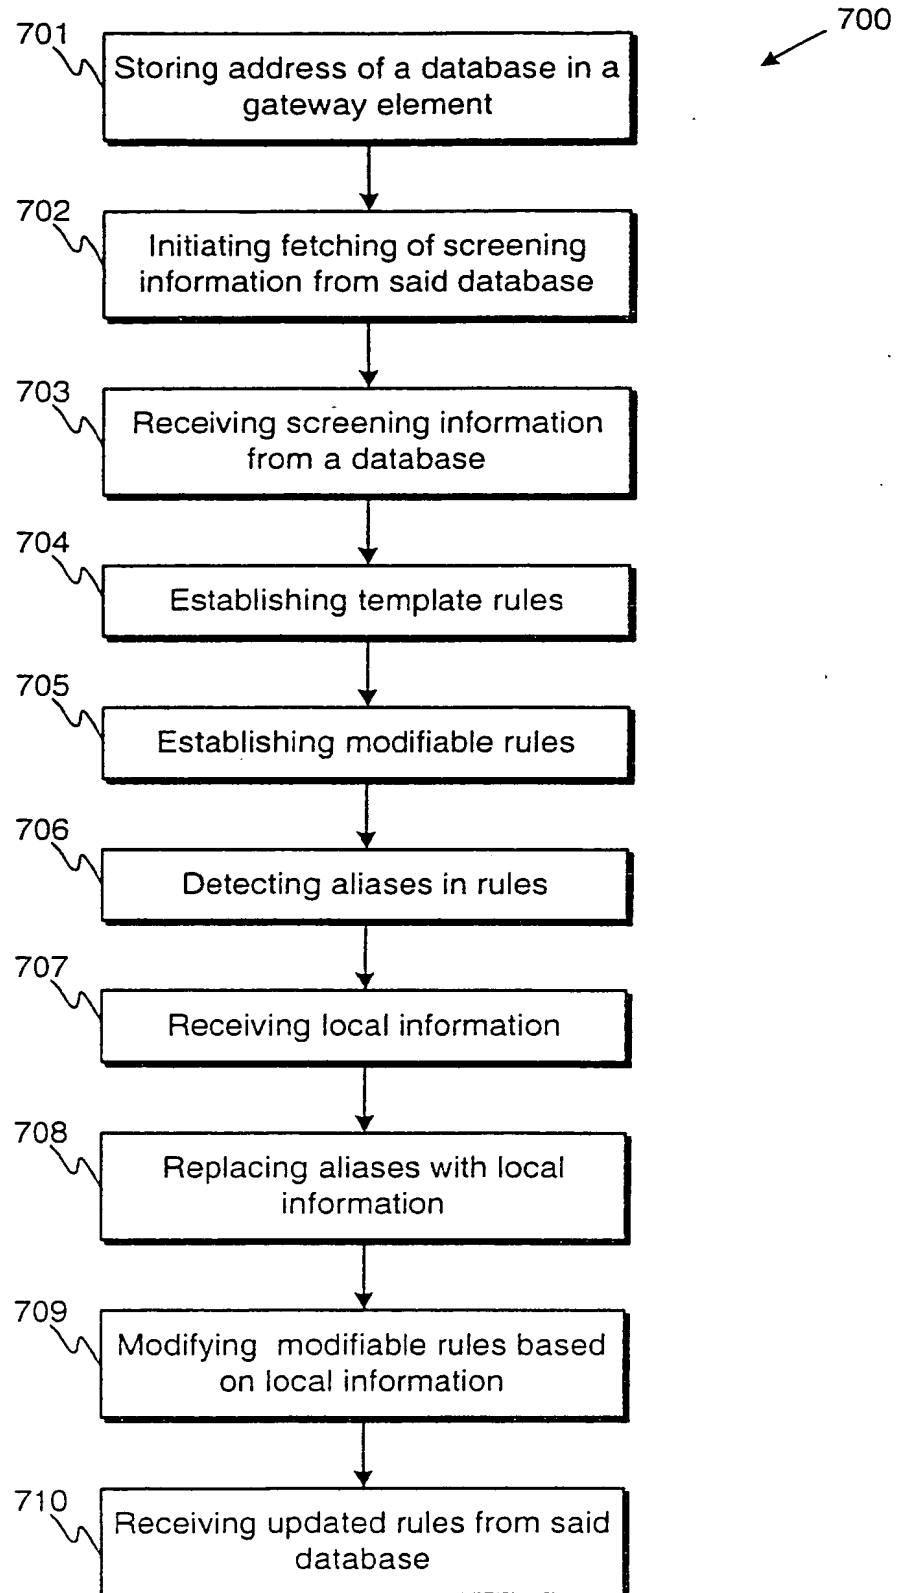 700
701
Storing address of a database in a
gateway element
702
Initiating fetching of screening
information from said database
703
Receiving screening information
from a database
704
Establishing template rules
705
Establishing modifiable rules
706
Detecting aliases in rules
707
Receiving local information
708
Replacing aliases with local
information
709
Modifying modifiable rules based
on local information
710
Receiving updated rules from said
database